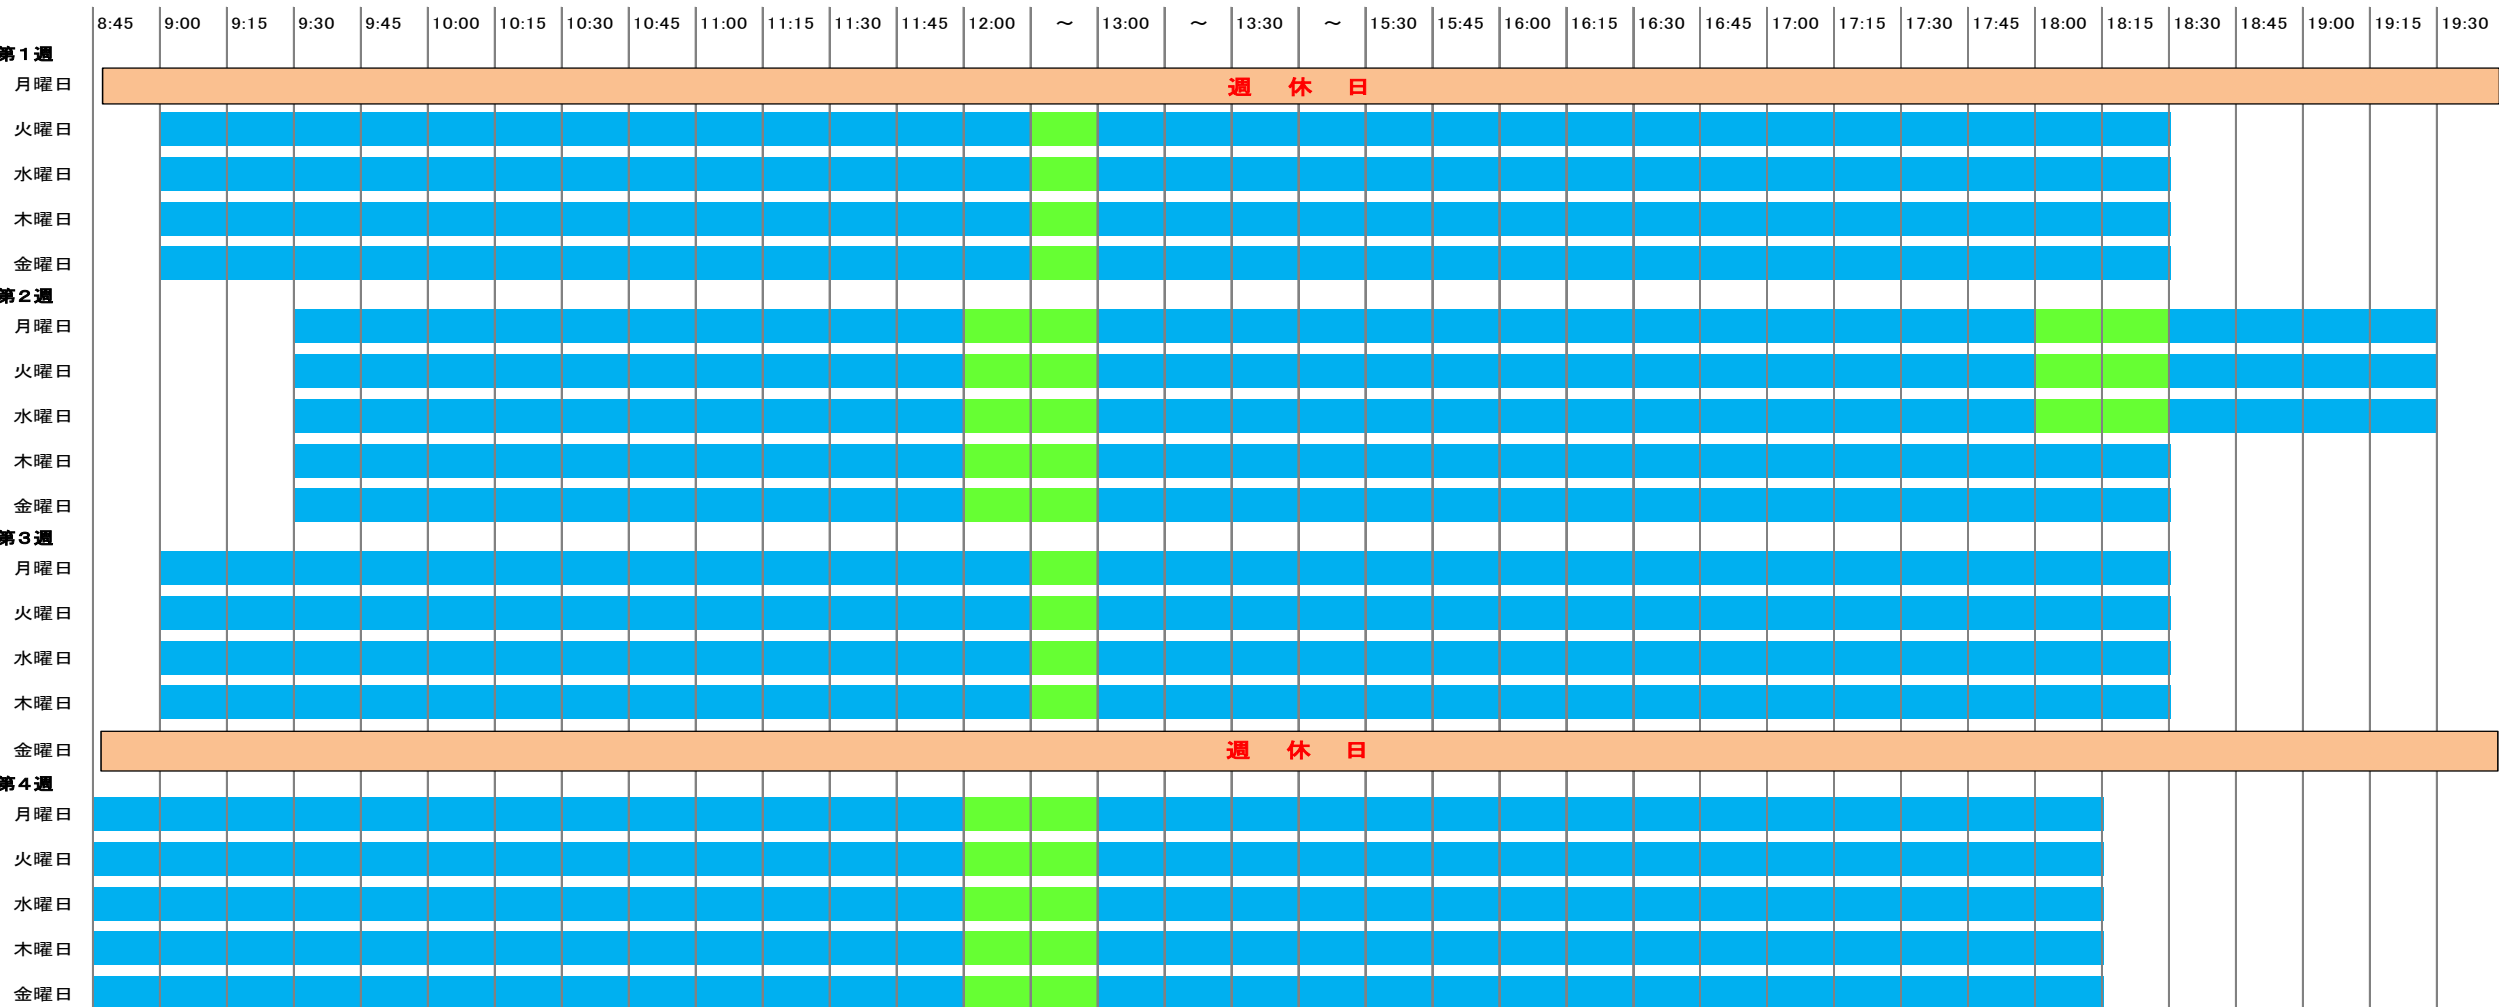 8:45 9:00 9:15 9:30 9:45 10:00 10:15 10:30 10:45 11:00 11:15 11:30 11:45 12:00 ～ 13:00 ～ 13:30 ～ 15:30 15:45 16:00 16:15 16:30 16:45 17:00 17:15 17:30 17:45 18:00 18:15 18:30 18:45 19:00 19:15 19:30
第1週
月曜日 週 休 日
火曜日
水曜日
木曜日
金曜日
第2週
月曜日
火曜日
水曜日
木曜日
金曜日
第3週
月曜日
火曜日
水曜日
木曜日
金曜日 週 休 日
第4週
月曜日
火曜日
水曜日
木曜日
金曜日